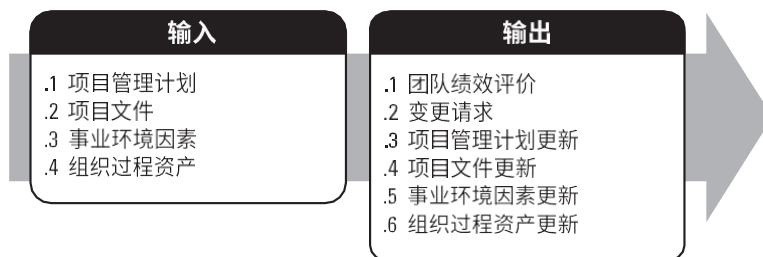 输入
.1 项目管理计划
.2 项目文件
.3 事业环境因素
.4 组织过程资产
输出
.1 团队绩效评价
.2 变更请求
.3 项目管理计划更新
.4 项目文件更新
.5 事业环境因素更新
.6 组织过程资产更新